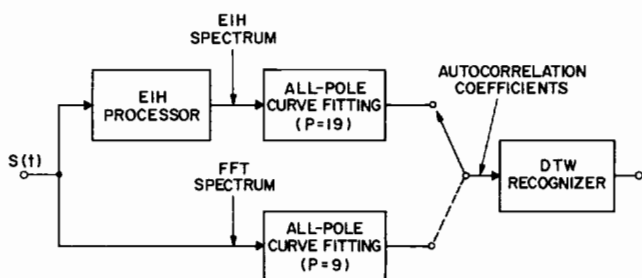 EIH
SPECTRUM
EIH
PROCESSOR
ALL-POLE
CURVE FITTING
(P=19)
AUTOCORRELATION
COEFFICIENTS
S(t)
FFT
SPECTRUM
DTW
RECOGNIZER
ALL-POLE
CURVE FITTING
(P=9)